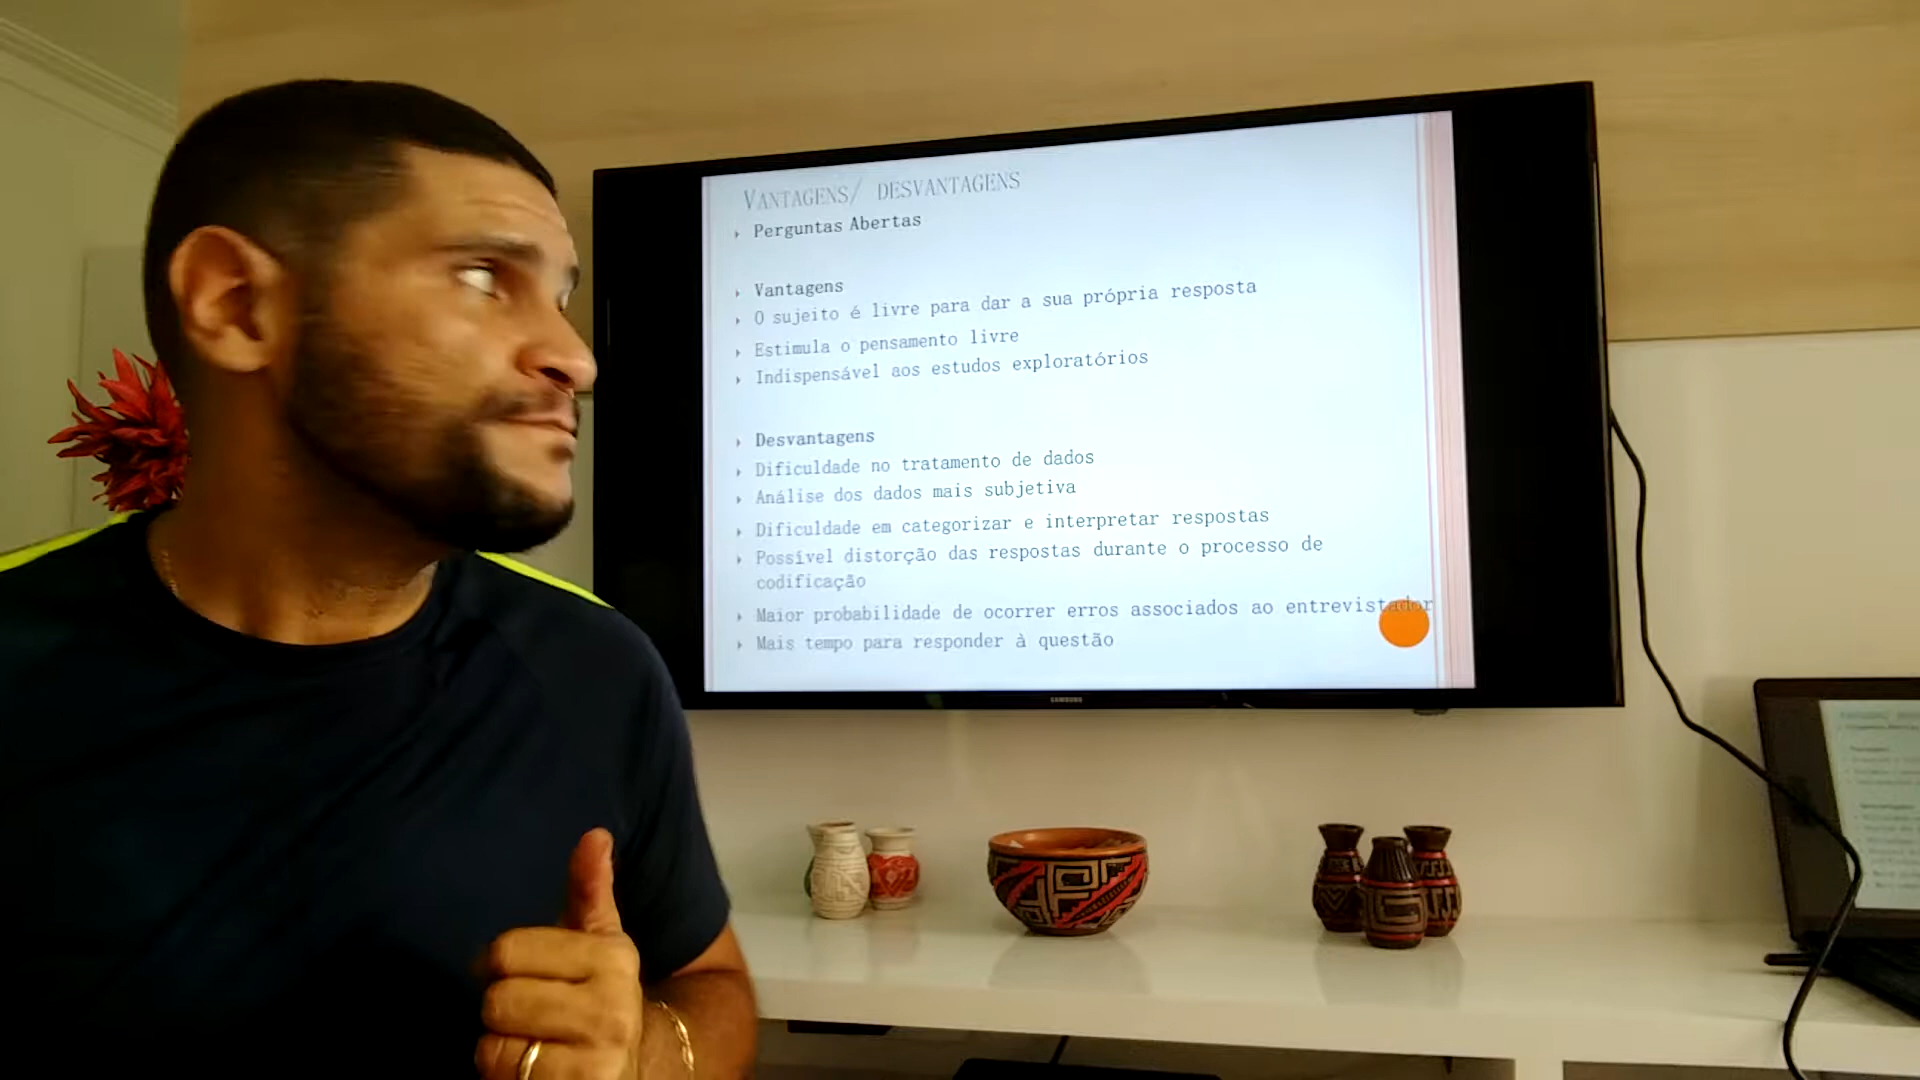 VANTAGENS/ DESVANTAGENS
Perguntas Abertas
Vantagens
O sujeito é livre para dar a sua própria resposta
Estimula o pensamento livre
Indispensável aos estudos exploratórios
Desvantagens
Dificuldade no tratamento de dados
Análise dos dados mais subjetiva
Dificuldade em categorizar e interpretar respostas
Possível distorção das respostas durante o processo de
codificação
Maior probabilidade de ocorrer erros associados ao entrevistador
Mais tempo para responder à questão
SAMSUNG